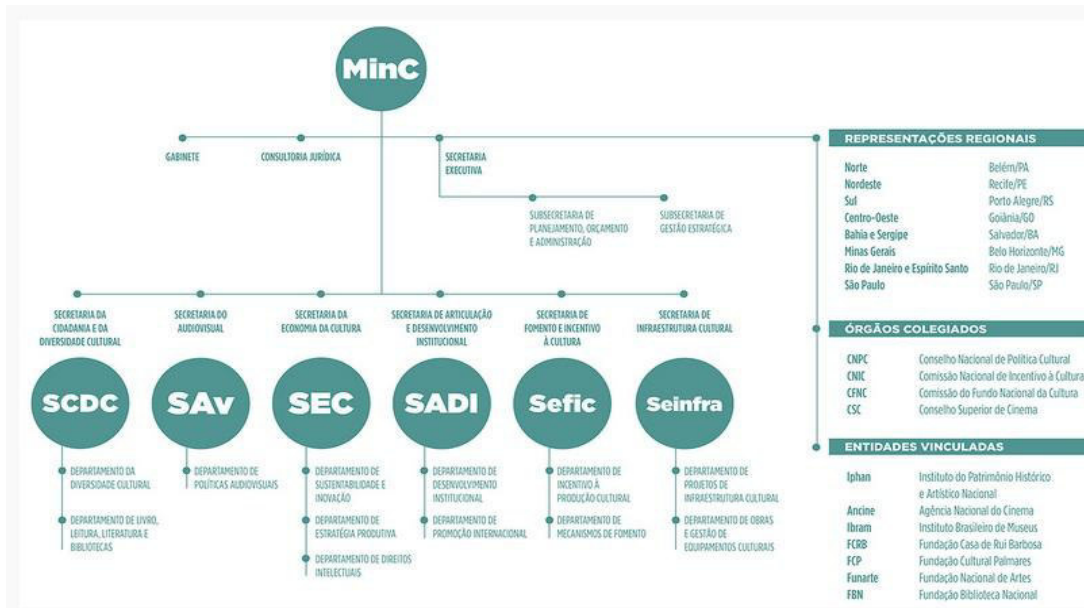 MinC
GABINETE
CONSULTORIA JURÍDICA
SECRETARIA
EXECUTIVA
SUBSECRETARIA DE
PLANEJAMENTO, ORÇAMENTO
E ADMINISTRAÇÃO
SUBSECRETARIA DE
GESTÃO ESTRATÉGICA
SECRETARIA DA
CIDADANIA E DA
DIVERSIDADE CULTURAL
SECRETARIA DO
AUDIOVISUAL
SECRETARIA DA
ECONOMIA DA CULTURA
SECRETARIA DE ARTICULAÇÃO
E DESENVOLVIMENTO
INSTITUCIONAL
SECRETARIA DE
FOMENTO E INCENTIVO
À CULTURA
SECRETARIA DE
INFRAESTRUTURA CULTURAL
SCDC
SAv
SEC
SADI
Sefic
Seinfra
DEPARTAMENTO DA
DIVERSIDADE CULTURAL
DEPARTAMENTO DE LIVRO,
LEITURA, LITERATURA E
BIBLIOTECAS
DEPARTAMENTO DE
POLÍTICAS AUDIOVISUAIS
DEPARTAMENTO DE
SUSTENTABILIDADE E
INOVAÇÃO
DEPARTAMENTO DE
ESTRATÉGIA PRODUTIVA
DEPARTAMENTO DE DIREITOS
INTELECTUAIS
DEPARTAMENTO DE
DESENVOLVIMENTO
INSTITUCIONAL
DEPARTAMENTO DE
PROMOÇÃO INTERNACIONAL
DEPARTAMENTO DE
INCENTIVO À
PRODUÇÃO CULTURAL
DEPARTAMENTO DE
MECANISMOS DE FOMENTO
DEPARTAMENTO DE
PROJETOS DE
INFRAESTRUTURA CULTURAL
DEPARTAMENTO DE OBRAS
E GESTÃO DE
EQUIPAMENTOS CULTURAIS
REPRESENTAÇÕES REGIONAIS
Norte Belém/PA
Nordeste Recife/PE
Sul Porto Alegre/RS
Centro-Oeste Goiânia/GO
Bahia e Sergipe Salvador/BA
Minas Gerais Belo Horizonte/MG
Rio de Janeiro e Espírito Santo Rio de Janeiro/RJ
São Paulo São Paulo/SP
ÓRGÃOS COLEGIADOS
CNPC Conselho Nacional de Política Cultural
CNIC Comissão Nacional de Incentivo à Cultura
CFNC Comissão do Fundo Nacional da Cultura
CSC Conselho Superior de Cinema
ENTIDADES VINCULADAS
Iphan Instituto do Patrimônio Histórico
e Artístico Nacional
Ancine Agência Nacional do Cinema
Ibram Instituto Brasileiro de Museus
FCRB Fundação Casa de Rui Barbosa
FCP Fundação Cultural Palmares
Funarte Fundação Nacional de Artes
FBN Fundação Biblioteca Nacional